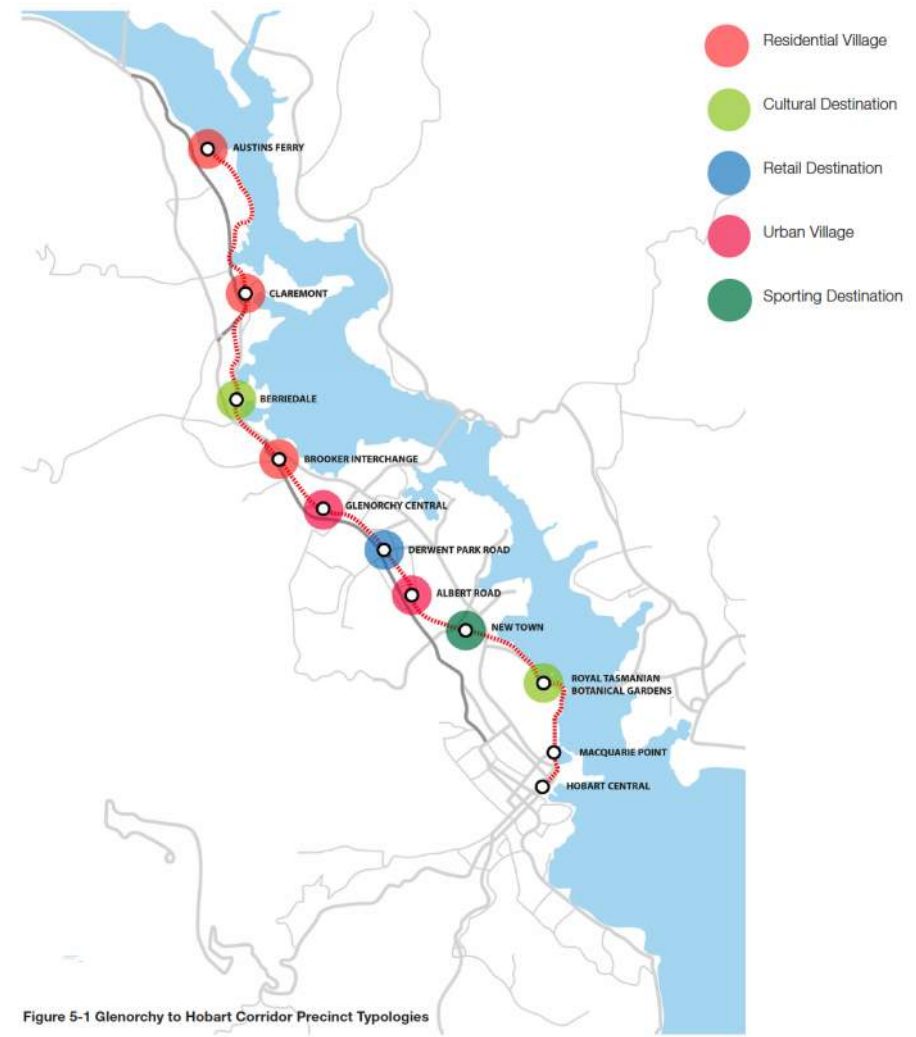 Residential Village
Cultural Destination
Retail Destination
Urban Village
Sporting Destination
AUSTINS FERRY
CLAREMONT
BERRIEDALE
BROOKER INTERCHANGE
GLENORCHY CENTRAL
DERWENT PARK ROAD
ALBERT ROAD
NEW TOWN
ROYAL TASMANIAN
BOTANICAL GARDENS
MACQUARIE POINT
HOBART CENTRAL
Figure 5-1 Glenorchy to Hobart Corridor Precinct Typologies